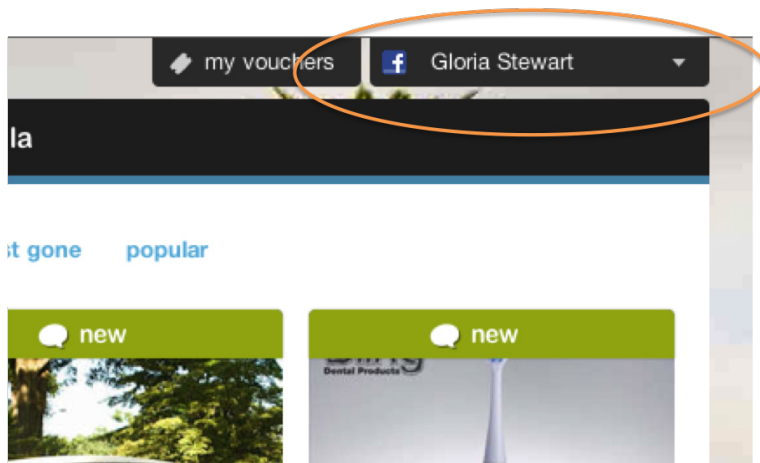 my vouchers
Gloria Stewart
la
st gone
popular
new
new
Dental Products